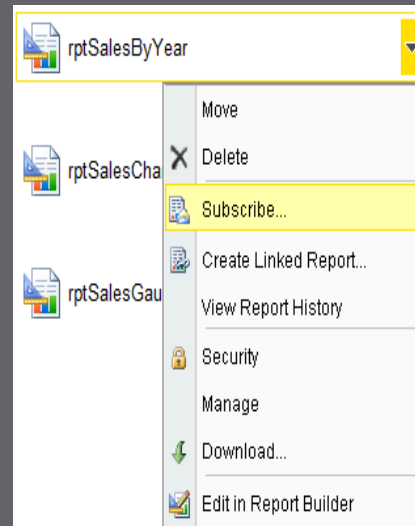 rptSalesByYear
Move
rptSalesCha
Delete
Subscribe...
Create Linked Report...
rptSalesGau
View Report History
Security
Manage
Download...
Edit in Report Builder